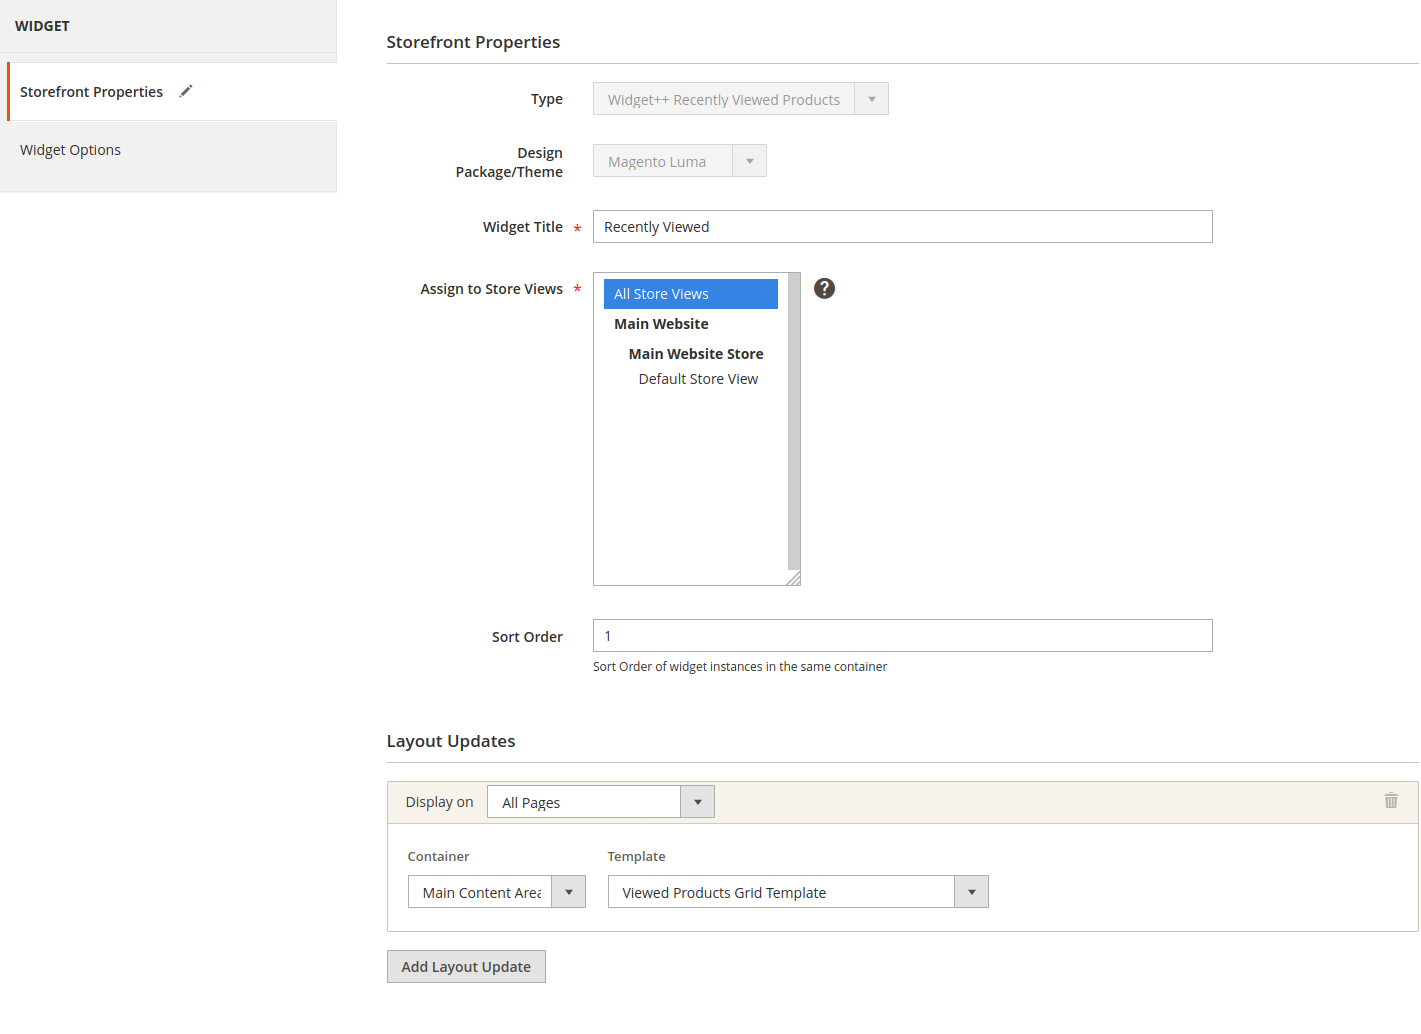 WIDGET
Storefront Properties
Widget Options
Storefront Properties
Type
Widget++ Recently Viewed Products
Design
Package/Theme
Magento Luma
Widget Title *
Recently Viewed
Assign to Store Views *
All Store Views
?
Main Website
Main Website Store
Default Store View
Sort Order
1
Sort Order of widget instances in the same container
Layout Updates
Display on
All Pages
Container
Template
Main Content Area
Viewed Products Grid Template
Add Layout Update